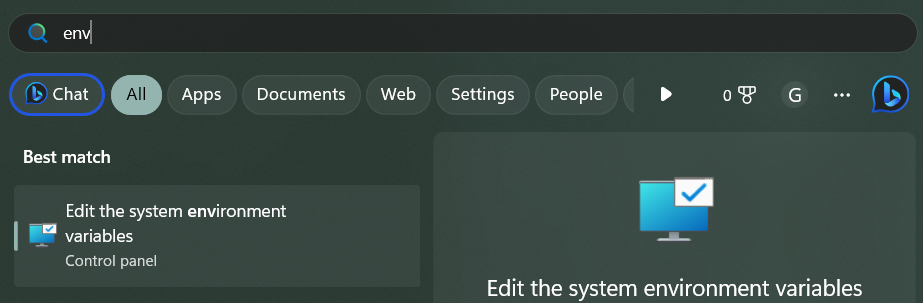 env
Chat All Apps Documents Web Settings People 0 G
Best match
Edit the system environment
variables
Control panel
Edit the system environment variables